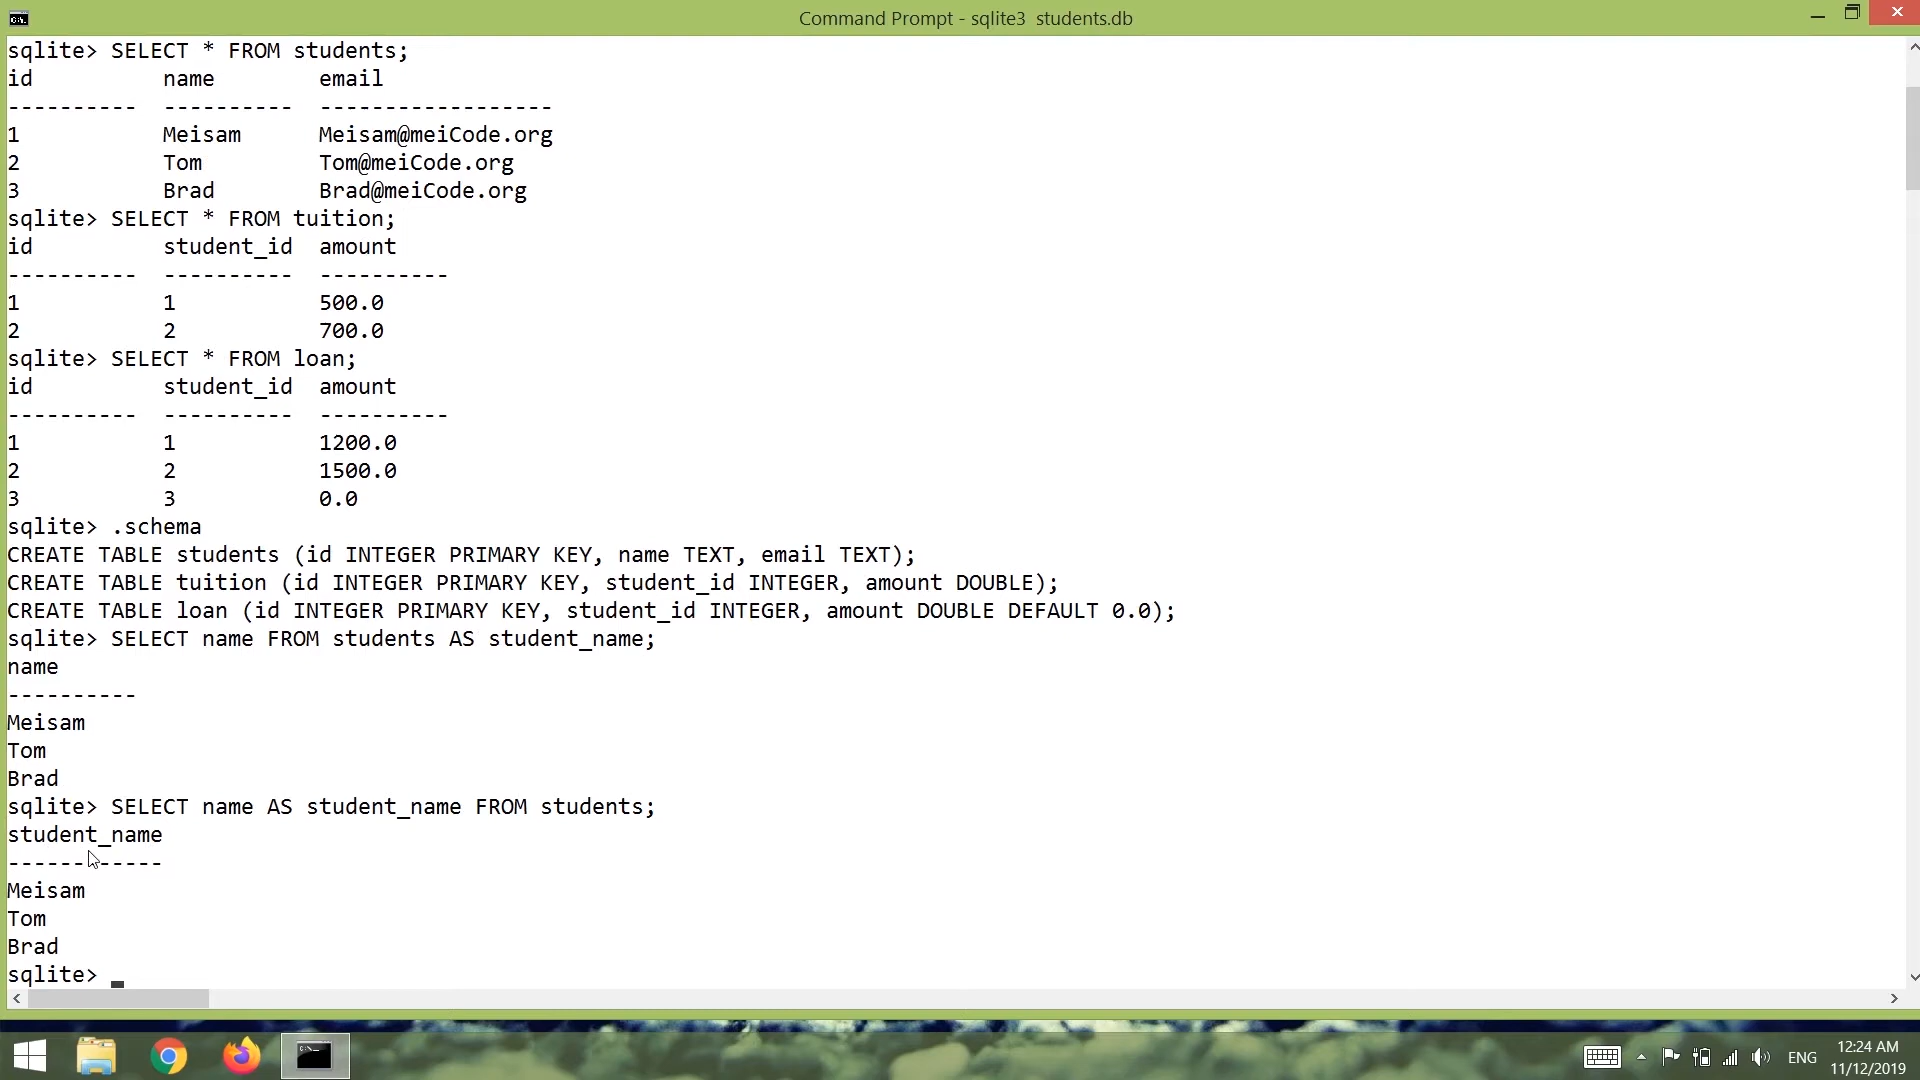 Command Prompt - sqlite3  students.db
sqlite> SELECT * FROM students;
id          name        email
----------  ----------  ------------------
1           Meisam      Meisam@meiCode.org
2           Tom         Tom@meiCode.org
3           Brad        Brad@meiCode.org
sqlite> SELECT * FROM tuition;
id          student_id  amount
----------  ----------  ----------
1           1           500.0
2           2           700.0
sqlite> SELECT * FROM loan;
id          student_id  amount
----------  ----------  ----------
1           1           1200.0
2           2           1500.0
3           3           0.0
sqlite> .schema
CREATE TABLE students (id INTEGER PRIMARY KEY, name TEXT, email TEXT);
CREATE TABLE tuition (id INTEGER PRIMARY KEY, student_id INTEGER, amount DOUBLE);
CREATE TABLE loan (id INTEGER PRIMARY KEY, student_id INTEGER, amount DOUBLE DEFAULT 0.0);
sqlite> SELECT name FROM students AS student_name;
name
----------
Meisam
Tom
Brad
sqlite> SELECT name AS student_name FROM students;
student_name
------------
Meisam
Tom
Brad
sqlite>
ENG
12:24 AM
11/12/2019